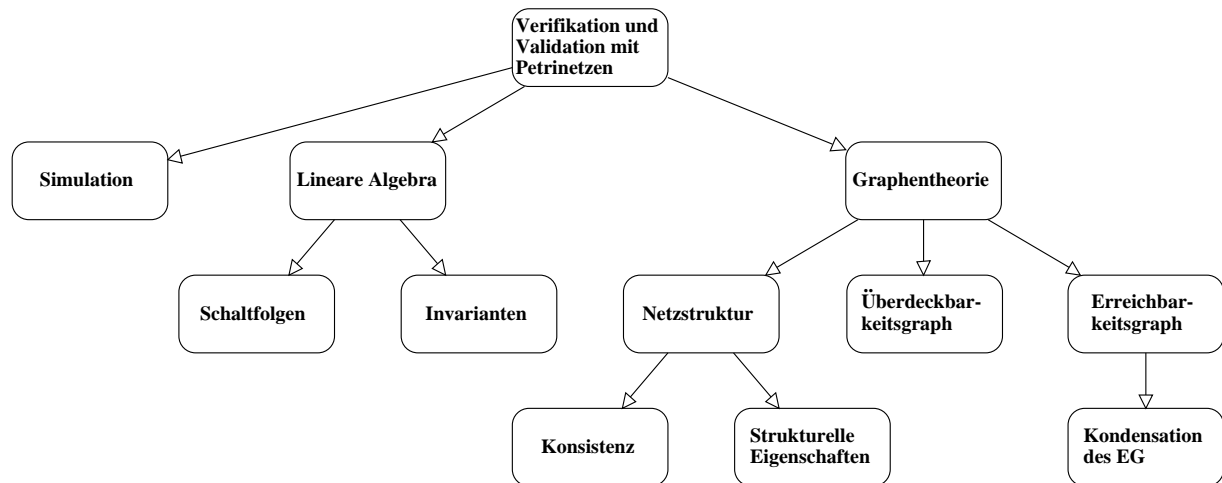 Verifikation und
Validation mit
Petrinetzen
Simulation
Lineare Algebra
Graphentheorie
Schaltfolgen
Invarianten
Netzstruktur
Überdeckbar-
keitsgraph
Erreichbar-
keitsgraph
Konsistenz
Strukturelle
Eigenschaften
Kondensation
des EG